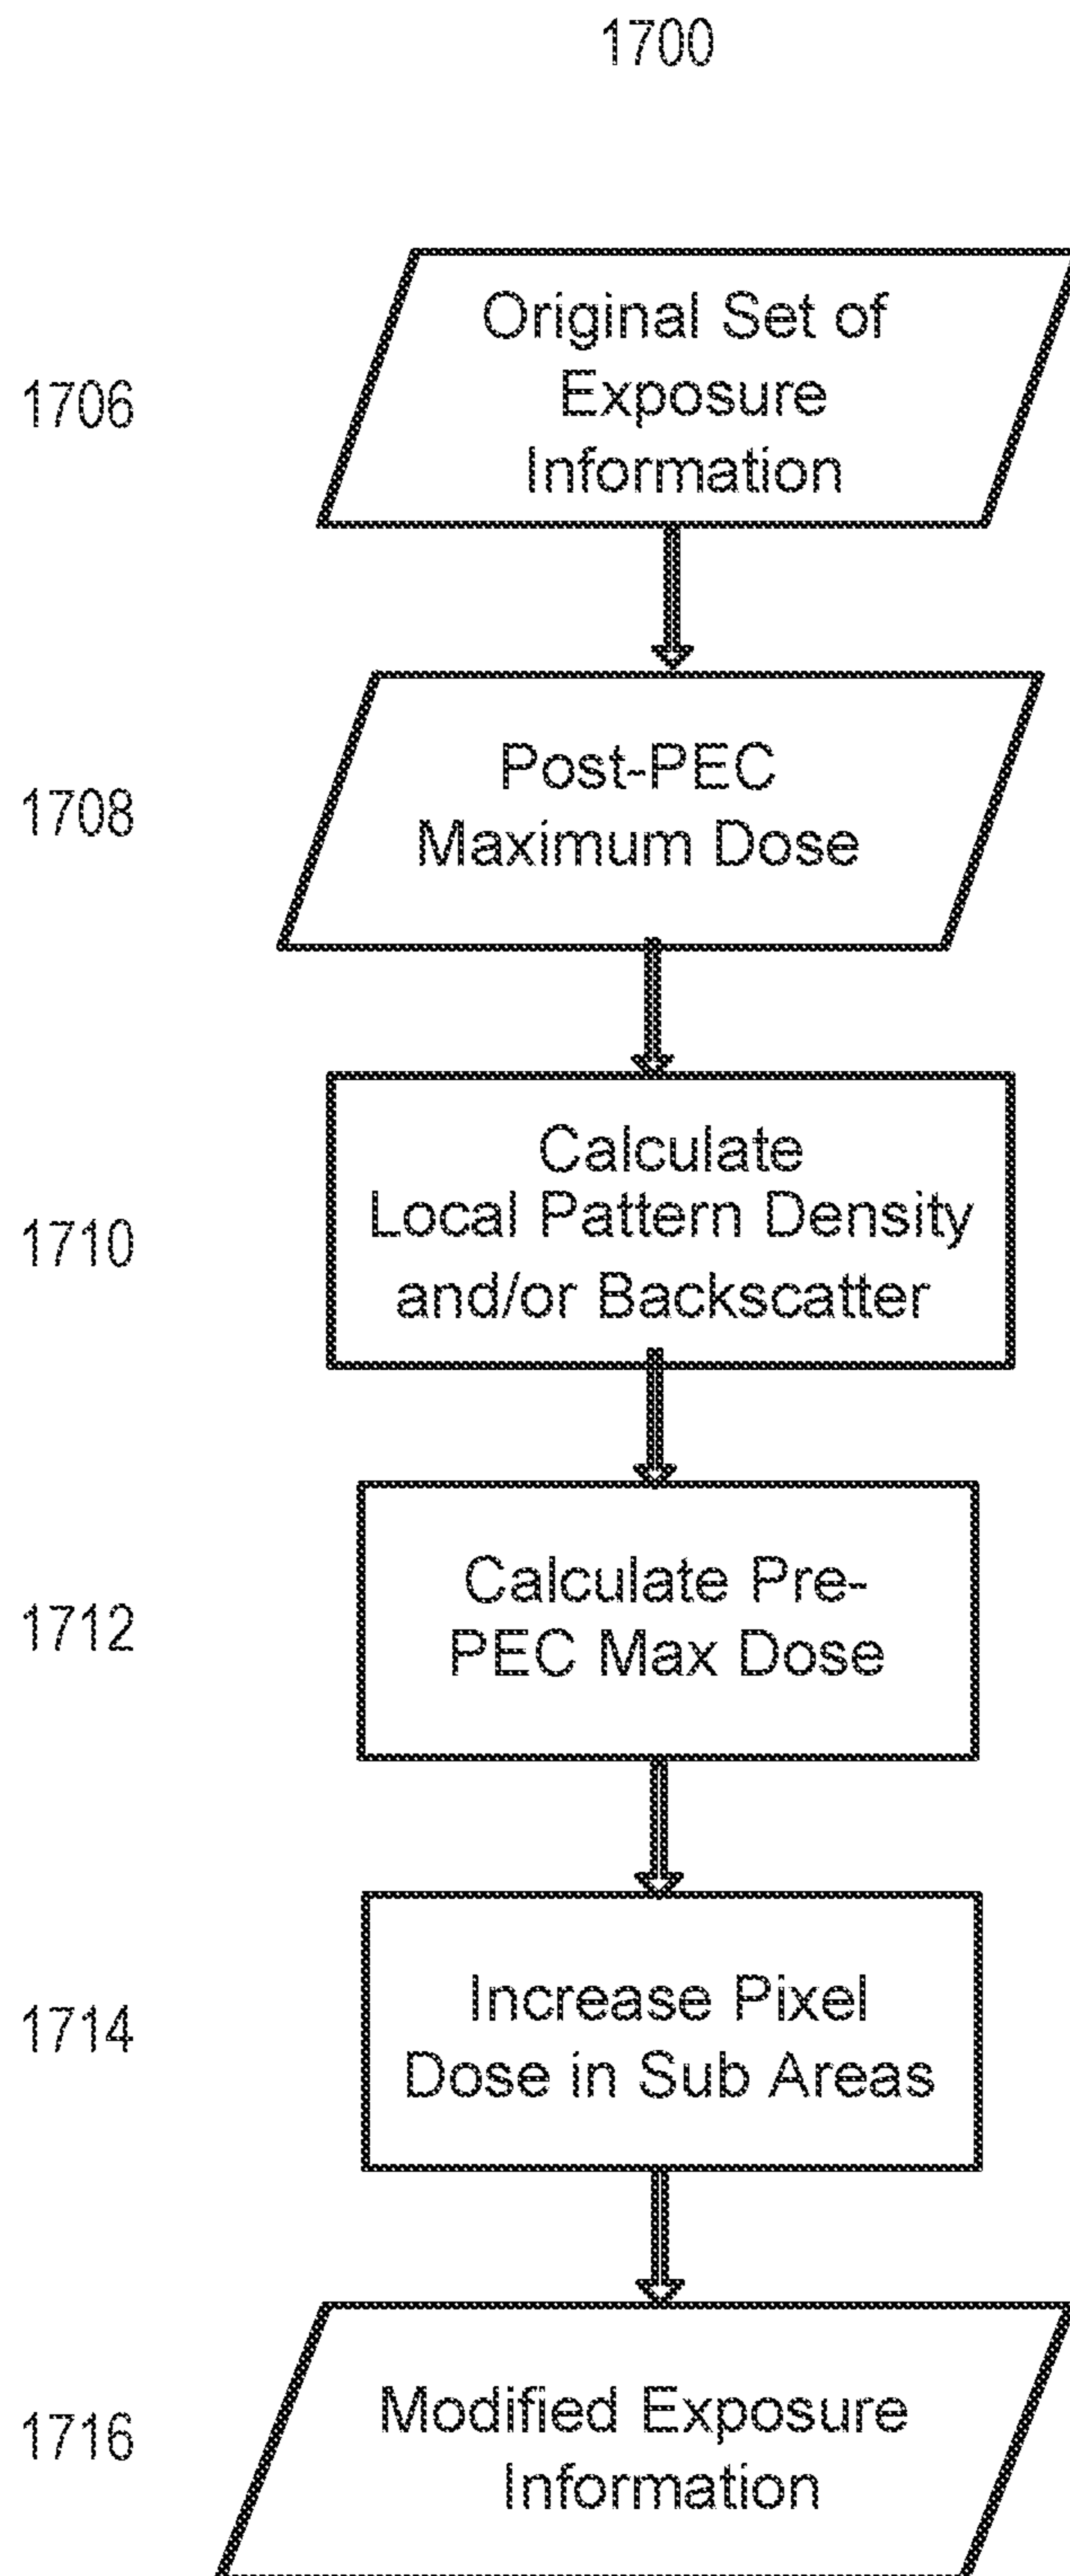 1700
Original Set of
1706
Exposure
Information
Post-PEC
1708
Maximum Dose
Calculate
Local Pattern Density
1710
and/or Backscatter
Calculate Pre-
1712
PEC Max Dose
Increase Pixel
1714
Dose in Sub Areas
Modified Exposure
1716
Information